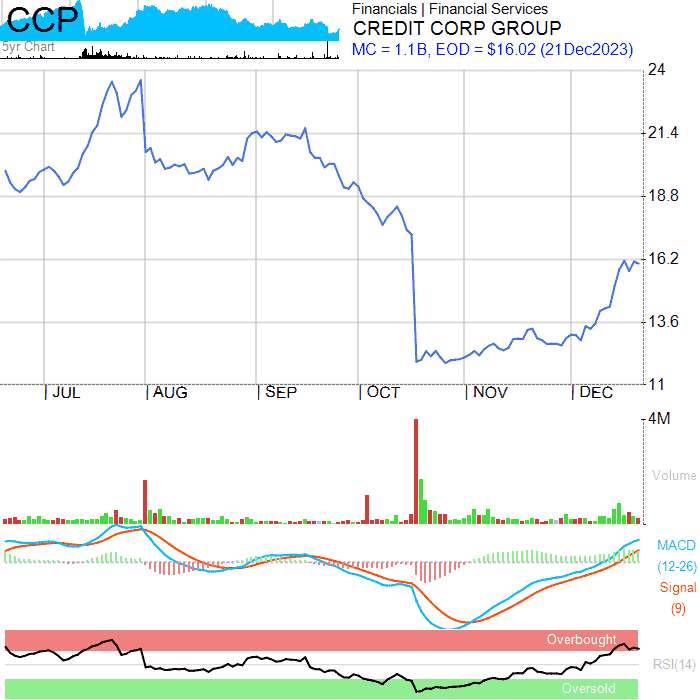 CCP
5yr Chart
Financials | Financial Services
CREDIT CORP GROUP
MC = 1.1B, EOD = $16.02 (21Dec2023)
24
21.4
18.8
16.2
13.6
11
JUL AUG SEP OCT NOV DEC
4M
Volume
MACD
(12-26)
Signal
(9)
Overbought
RSI(14)
Oversold